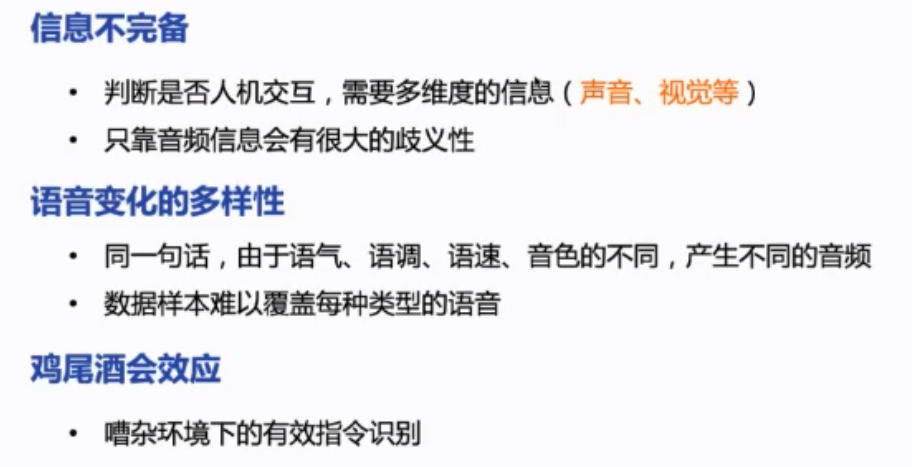 信息不完备
• 判断是否人机交互，需要多维度的信息（声音、视觉等）
• 只靠音频信息会有很大的歧义性
语音变化的多样性
• 同一句话，由于语气、语调、语速、音色的不同，产生不同的音频
• 数据样本难以覆盖每种类型的语音
鸡尾酒会效应
• 嘈杂环境下的有效指令识别